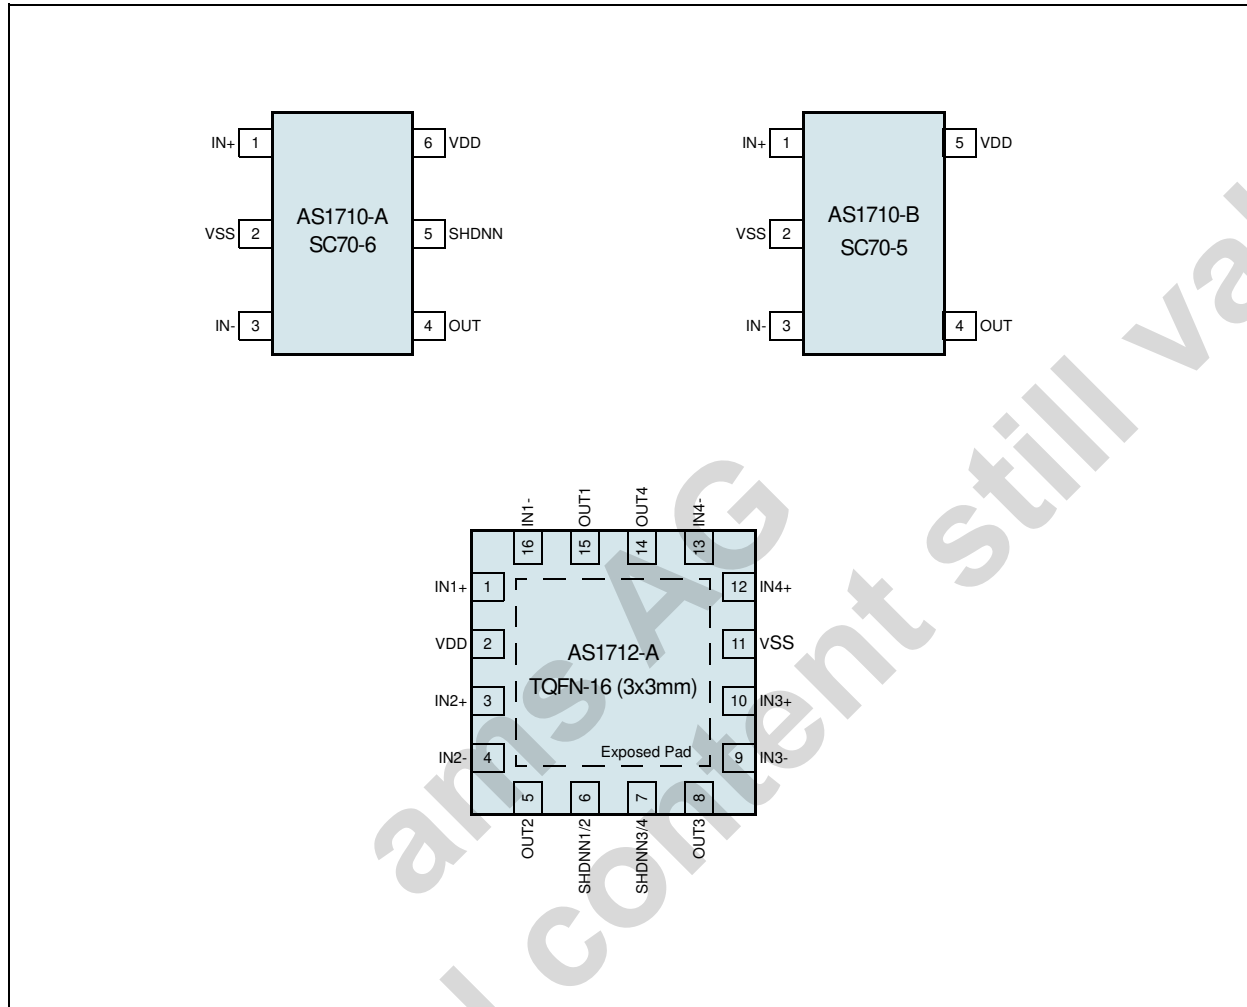 IN+ 1 6 VDD
VSS 2 5 SHDNN
IN- 3 4 OUT
AS1710-A
SC70-6
IN+ 1 5 VDD
VSS 2
IN- 3 4 OUT
AS1710-B
SC70-5
IN1- OUT1 OUT4 IN4-
16 15 14 13
IN1+ 1 12 IN4+
VDD 2 11 VSS
IN2+ 3 10 IN3+
IN2- 4 9 IN3-
AS1712-A
TQFN-16 (3x3mm)
Exposed Pad
5 6 7 8
OUT2 SHDNN1/2 SHDNN3/4 OUT3
ams AG
content still